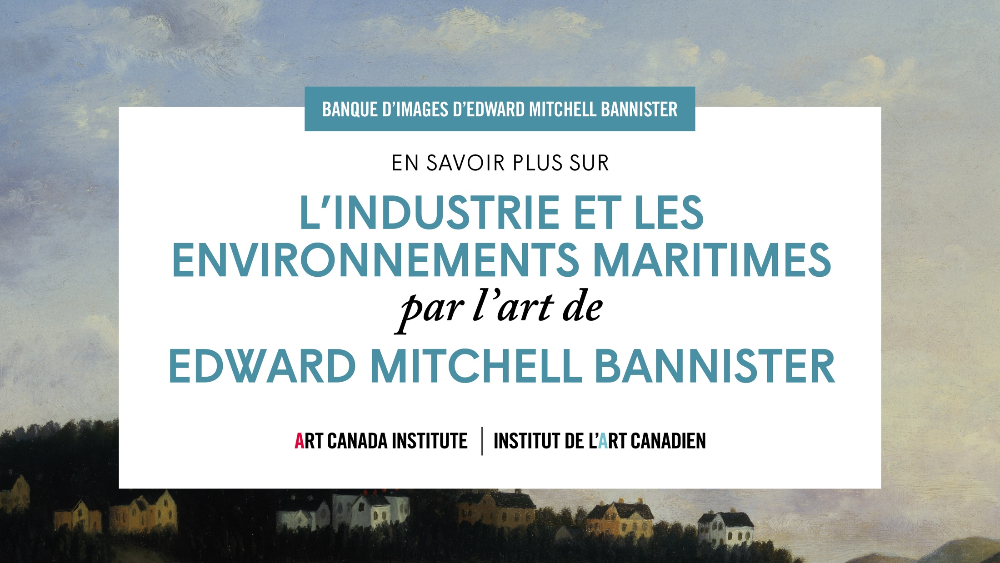 BANQUE D’IMAGES D’EDWARD MITCHELL BANNISTER
EN SAVOIR PLUS SUR
L’INDUSTRIE ET LES
ENVIRONNEMENTS MARITIMES
par l’art de
EDWARD MITCHELL BANNISTER
ART CANADA INSTITUTE | INSTITUT DE L’ART CANADIEN